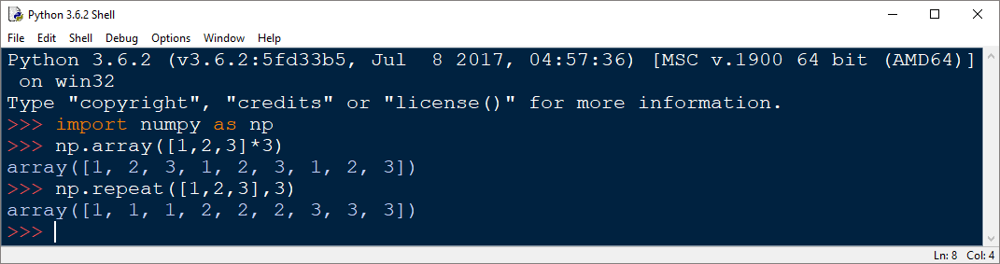 Python 3.6.2 Shell
File Edit Shell Debug Options Window Help
Python 3.6.2 (v3.6.2:5fd33b5, Jul  8 2017, 04:57:36) [MSC v.1900 64 bit (AMD64)]
 on win32
Type "copyright", "credits" or "license()" for more information.
>>> import numpy as np
>>> np.array([1,2,3]*3)
array([1, 2, 3, 1, 2, 3, 1, 2, 3])
>>> np.repeat([1,2,3],3)
array([1, 1, 1, 2, 2, 2, 3, 3, 3])
>>>
Ln: 8 Col: 4